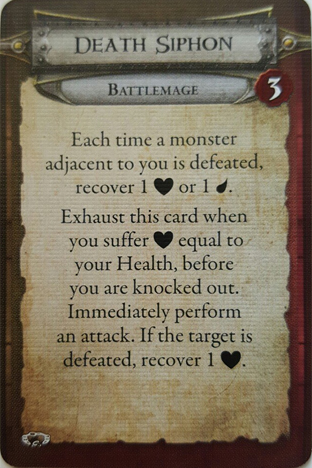 DEATH SIPHON
BATTLEMAGE
3
Each time a monster
adjacent to you is defeated,
recover 1 ♥ or 1 .
Exhaust this card when
you suffer ♥ equal to
your Health, before
you are knocked out.
Immediately perform
an attack. If the target is
defeated, recover 1 ♥.